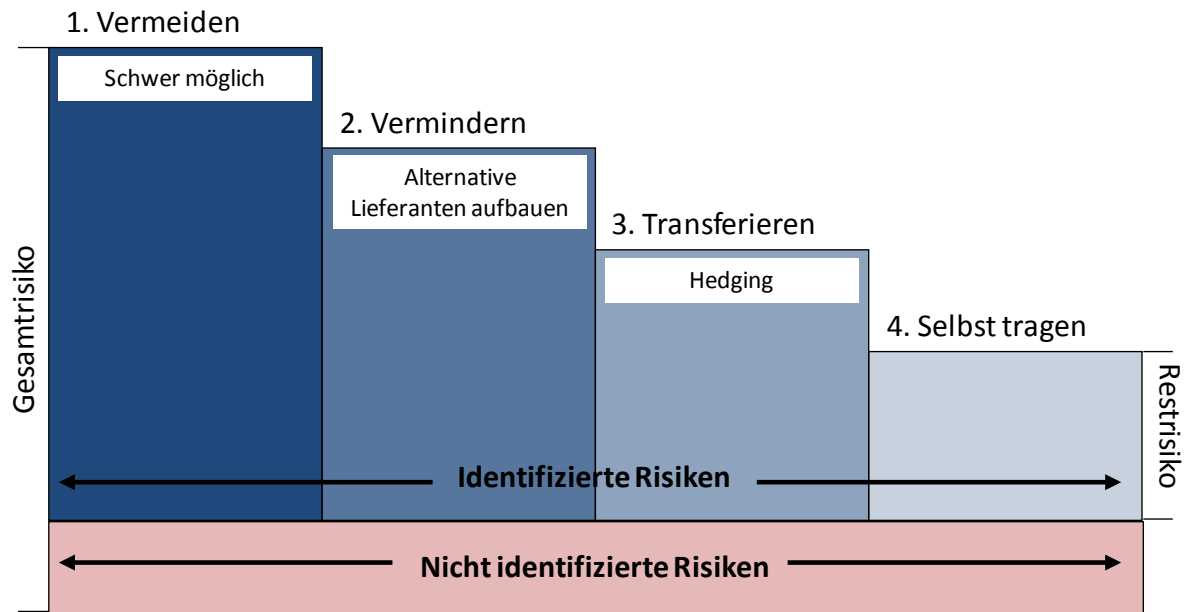 1. Vermeiden
Schwer möglich
2. Vermindern
Alternative
Lieferanten aufbauen
3. Transferieren
Hedging
4. Selbst tragen
Gesamtrisiko
Restrisiko
Identifizierte Risiken
Nicht identifizierte Risiken